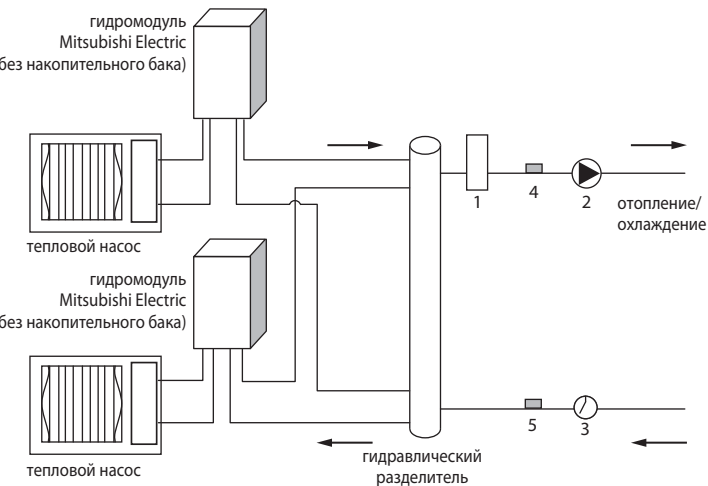 гидромодуль
Mitsubishi Electric
без накопительного бака)
тепловой насос
гидромодуль
Mitsubishi Electric
без накопительного бака)
тепловой насос
1
4
2
отопление/
охлаждение
5
3
гидравлический
разделитель